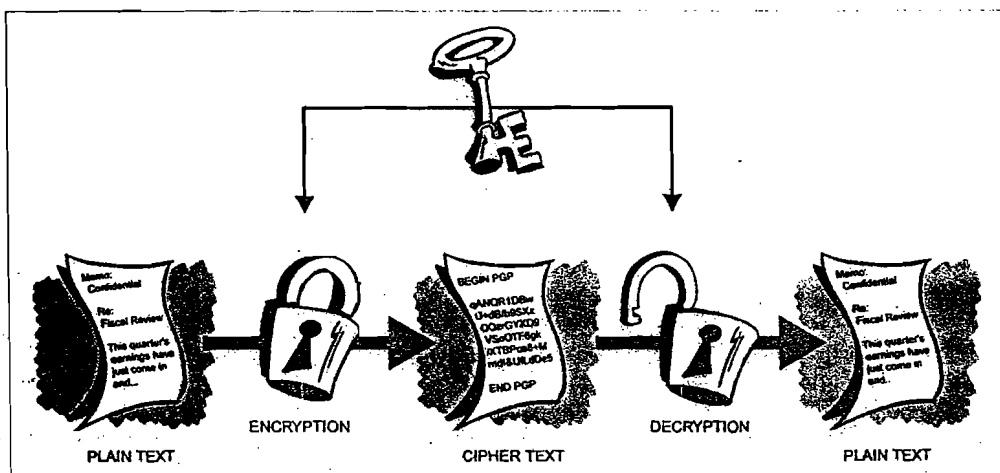 Memo:
Confidential
Re:
Fiscal Review
This quarter's
earnings have
just come in
and...
BEGIN PGP
END PGP
Memo:
Confidential
Re:
Fiscal Review
This quarter's
earnings have
just come in
and...
ENCRYPTION
DECRYPTION
PLAIN TEXT
CIPHER TEXT
PLAIN TEXT